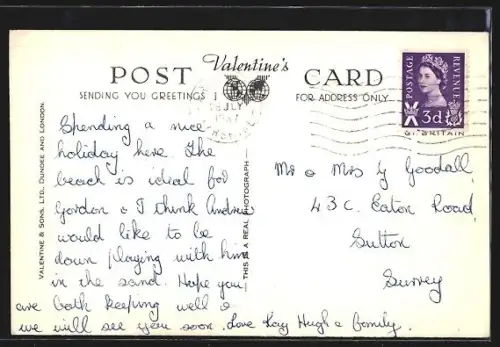 Valentine's
POST CARD
SENDING YOU GREETINGS
FOR ADDRESS ONLY
JLY
POSTAGE
REVENUE
3d
GT. BRITAIN
VALENTINE & SONS, LTD., DUNDEE AND LONDON.
THIS IS A REAL PHOTOGRAPH
Spending a nice
holiday here. The
beach is ideal for
Gordon & I think Andrew
would like to be
down playing with him
in the sand. Hope you
are both keeping well &
we will see you soon. Love Kay Hugh & family.
Mr & Mrs G Goodall,
43c. Eaton Road,
Sutton
Surrey